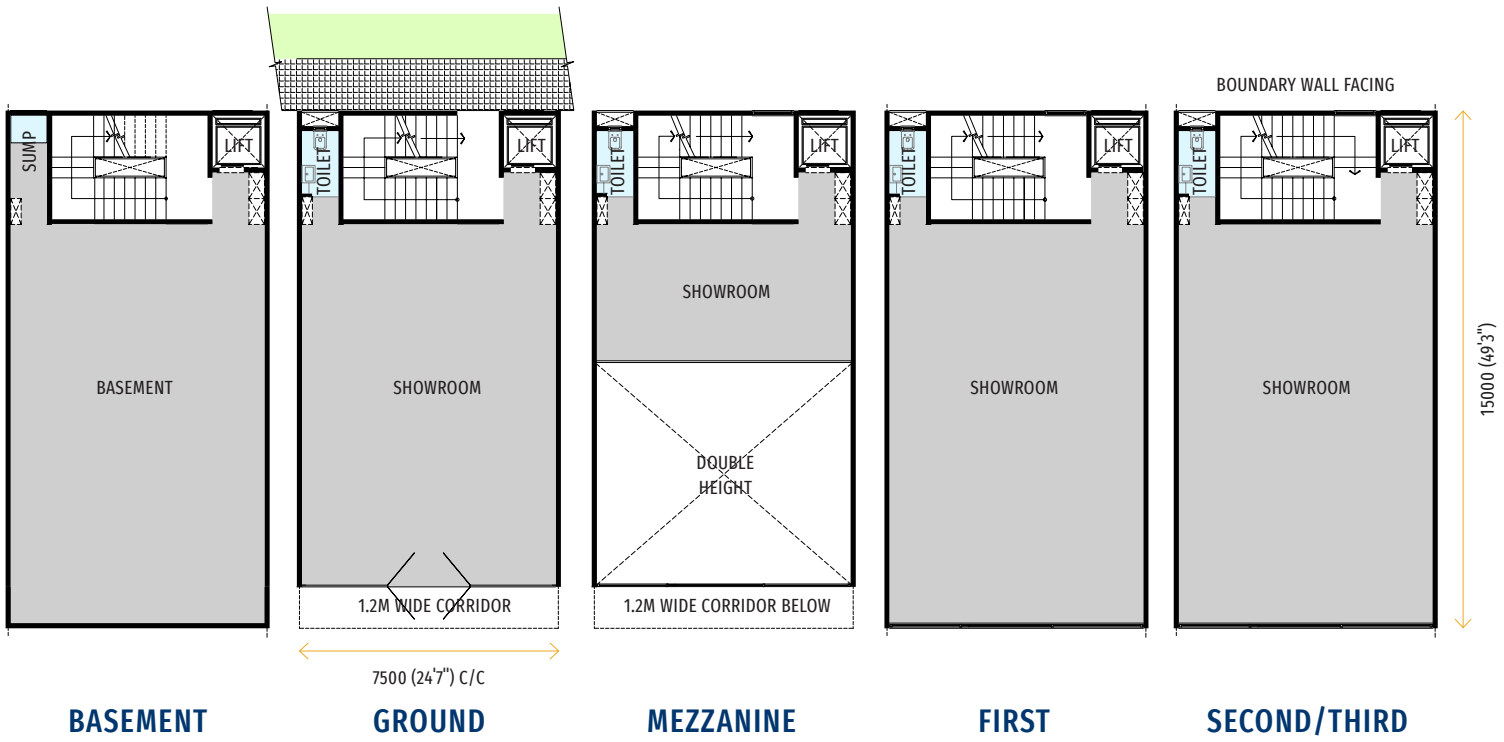 BOUNDARY WALL FACING
SUMP
LIFT
TOILET
LIFT
TOILET
LIFT
TOILET
LIFT
TOILET
LIFT
SHOWROOM
BASEMENT
SHOWROOM
SHOWROOM
SHOWROOM
15000 (49'3")
DOUBLE
HEIGHT
1.2M WIDE CORRIDOR
1.2M WIDE CORRIDOR BELOW
7500 (24'7") C/C
BASEMENT
GROUND
MEZZANINE
FIRST
SECOND/THIRD